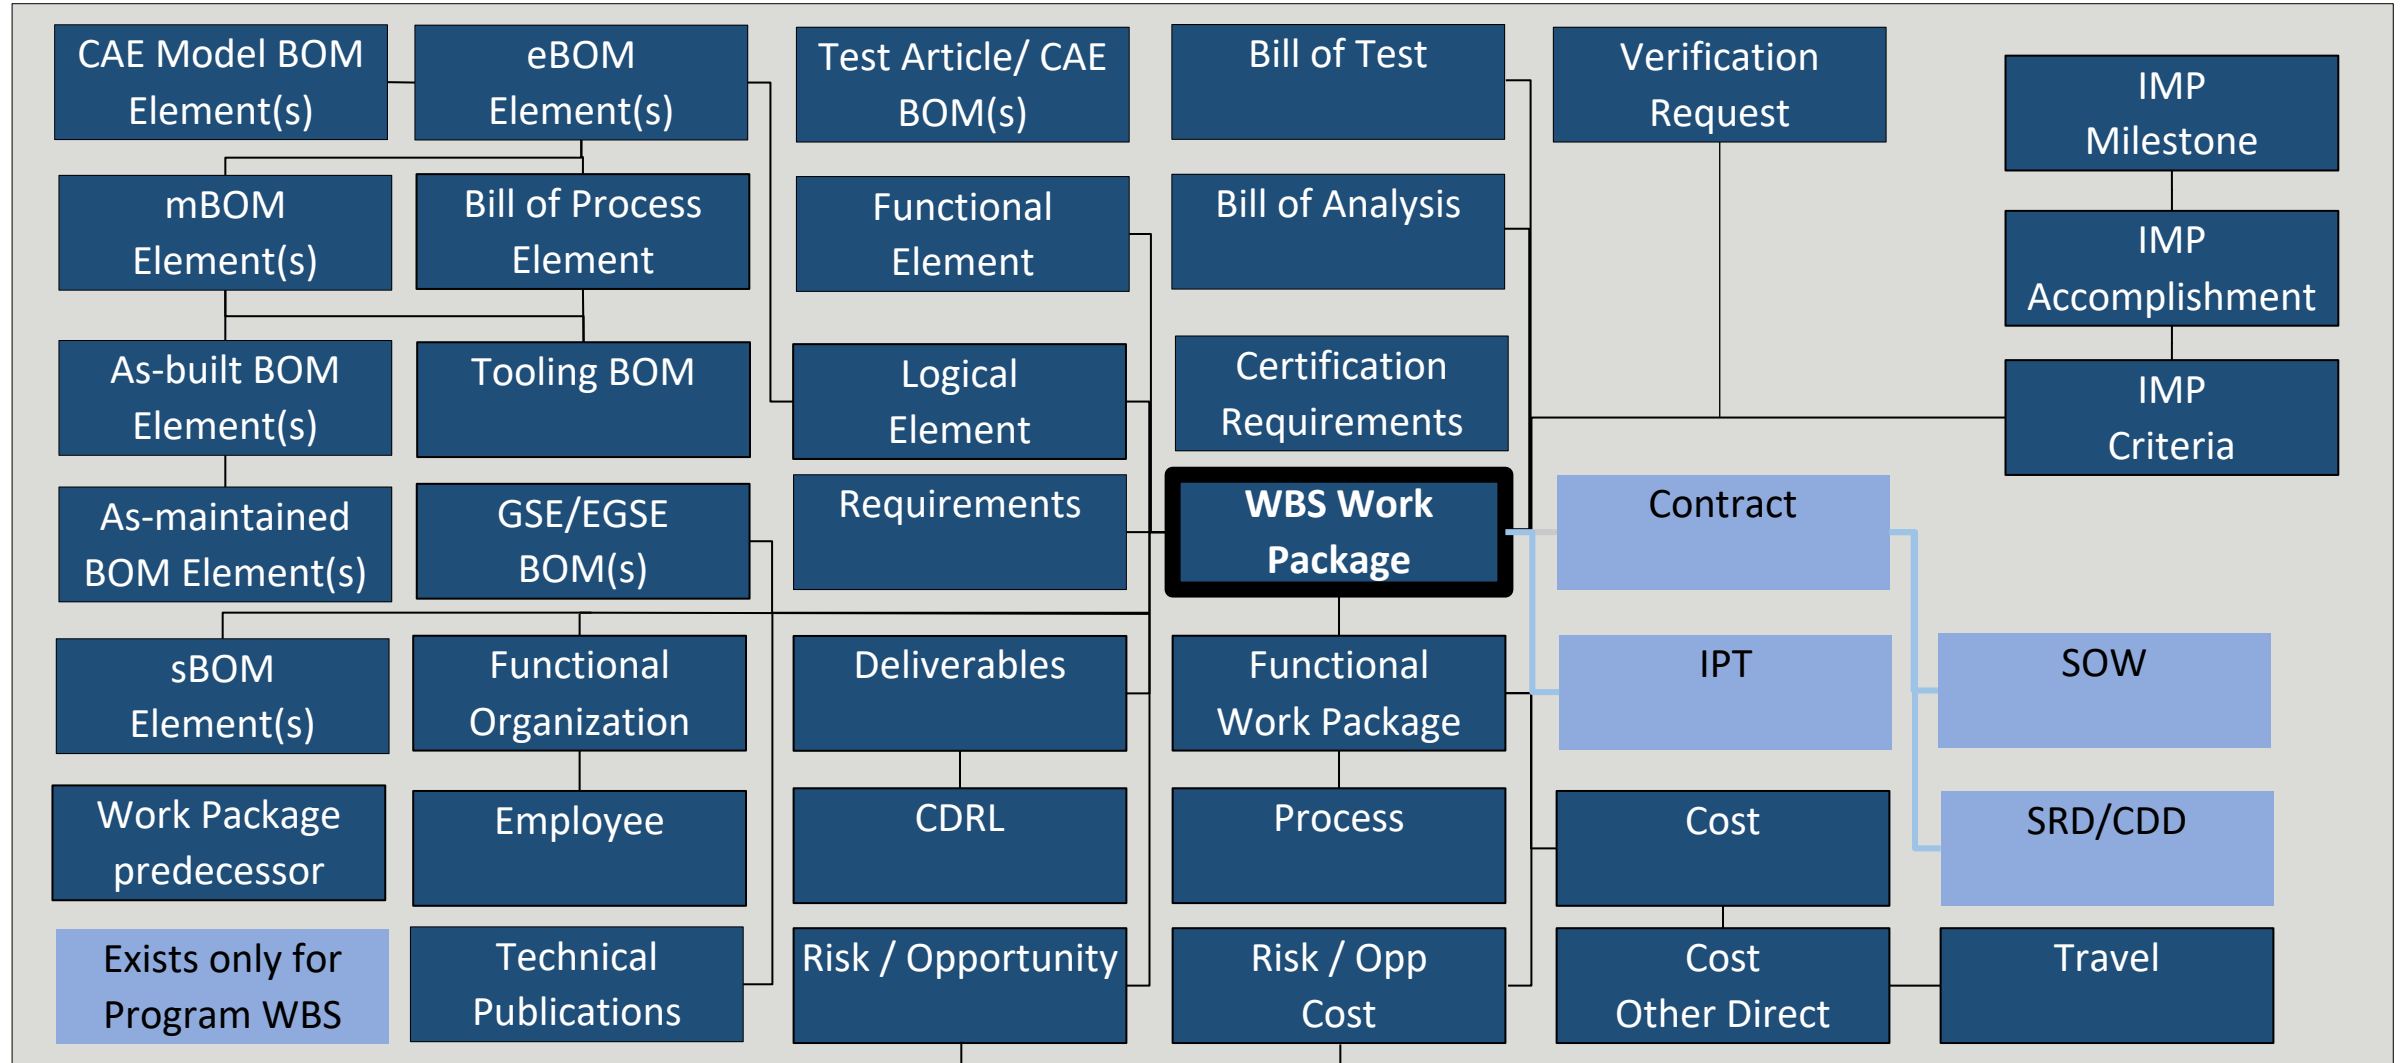 CAE Model BOM
Element(s)
eBOM
Element(s)
Test Article/ CAE
BOM(s)
Bill of Test
Verification
Request
IMP
Milestone
mBOM
Element(s)
Bill of Process
Element
Functional
Element
Bill of Analysis
IMP
Accomplishment
As-built BOM
Element(s)
Tooling BOM
Logical
Element
Certification
Requirements
IMP
Criteria
As-maintained
BOM Element(s)
GSE/EGSE
BOM(s)
Requirements
WBS Work
Package
Contract
sBOM
Element(s)
Functional
Organization
Deliverables
Functional
Work Package
IPT
SOW
Work Package
predecessor
Employee
CDRL
Process
Cost
SRD/CDD
Exists only for
Program WBS
Technical
Publications
Risk / Opportunity
Risk / Opp
Cost
Cost
Other Direct
Travel